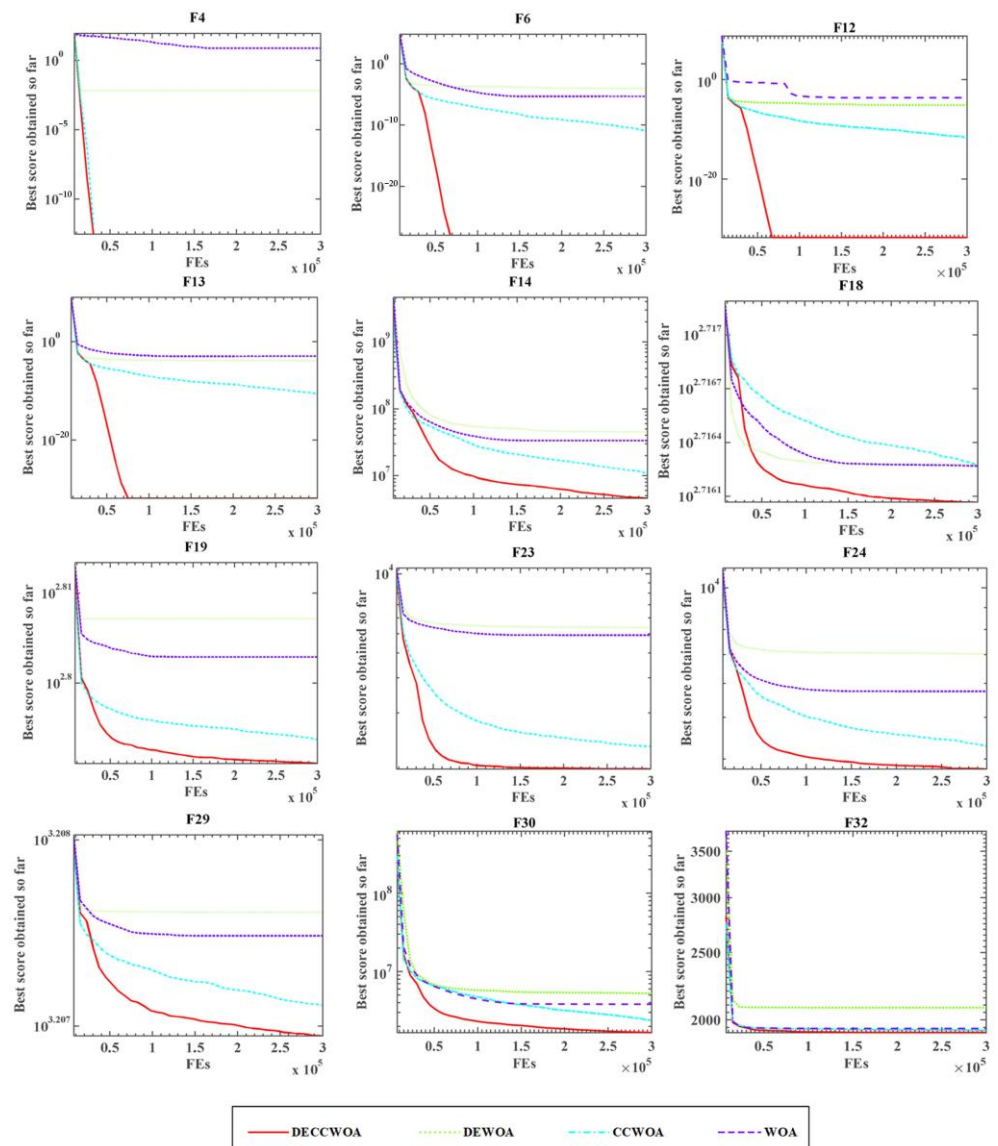 F4
Best score obtained so far
10^0
10^-5
10^-10
0.5 1 1.5 2 2.5 3
FEs
x 10^5
F6
Best score obtained so far
10^0
10^-10
10^-20
0.5 1 1.5 2 2.5 3
FEs
x 10^5
F12
Best score obtained so far
10^0
10^-20
0.5 1 1.5 2 2.5 3
FEs
×10^5
F13
Best score obtained so far
10^0
10^-20
0.5 1 1.5 2 2.5 3
FEs
x 10^5
F14
Best score obtained so far
10^9
10^8
10^7
0.5 1 1.5 2 2.5 3
FEs
x 10^5
F18
Best score obtained so far
10^2.717
10^2.7167
10^2.7164
10^2.7161
0.5 1 1.5 2 2.5 3
FEs
x 10^5
F19
Best score obtained so far
10^2.81
10^2.8
0.5 1 1.5 2 2.5 3
FEs
x 10^5
F23
Best score obtained so far
10^4
0.5 1 1.5 2 2.5 3
FEs
x 10^5
F24
Best score obtained so far
10^4
0.5 1 1.5 2 2.5 3
FEs
x 10^5
F29
Best score obtained so far
10^3.208
10^3.207
0.5 1 1.5 2 2.5 3
FEs
x 10^5
F30
Best score obtained so far
10^8
10^7
0.5 1 1.5 2 2.5 3
FEs
×10^5
F32
Best score obtained so far
3500
3000
2500
2000
0.5 1 1.5 2 2.5 3
FEs
×10^5
DECCWOA DEWOA CCWOA WOA